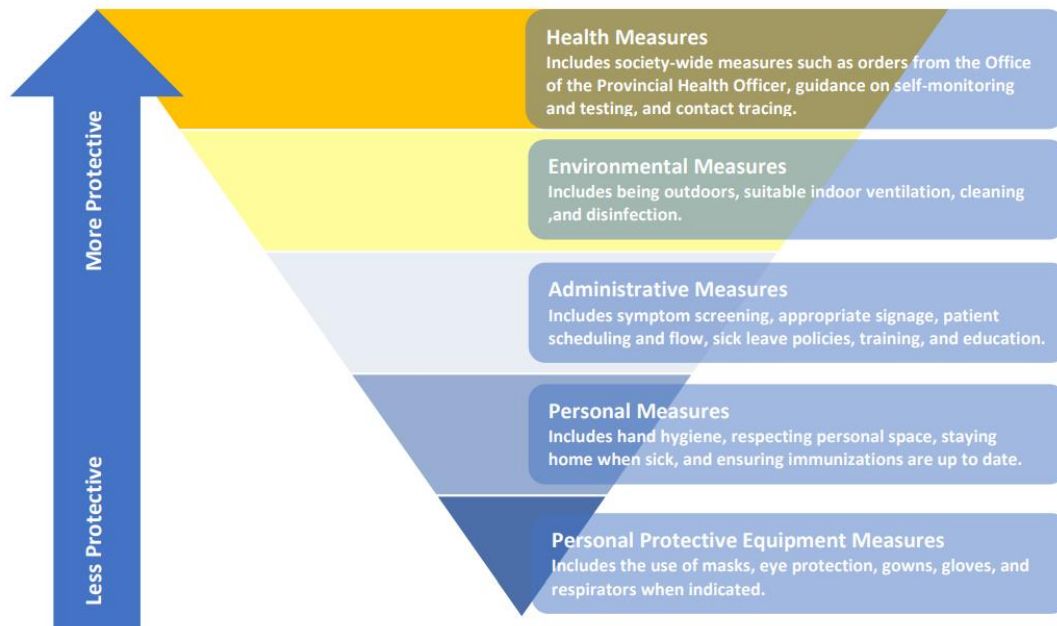 More Protective
Less Protective
Health Measures
Includes society-wide measures such as orders from the Office
of the Provincial Health Officer, guidance on self-monitoring
and testing, and contact tracing.
Environmental Measures
Includes being outdoors, suitable indoor ventilation, cleaning
,and disinfection.
Administrative Measures
Includes symptom screening, appropriate signage, patient
scheduling and flow, sick leave policies, training, and education.
Personal Measures
Includes hand hygiene, respecting personal space, staying
home when sick, and ensuring immunizations are up to date.
Personal Protective Equipment Measures
Includes the use of masks, eye protection, gowns, gloves, and
respirators when indicated.